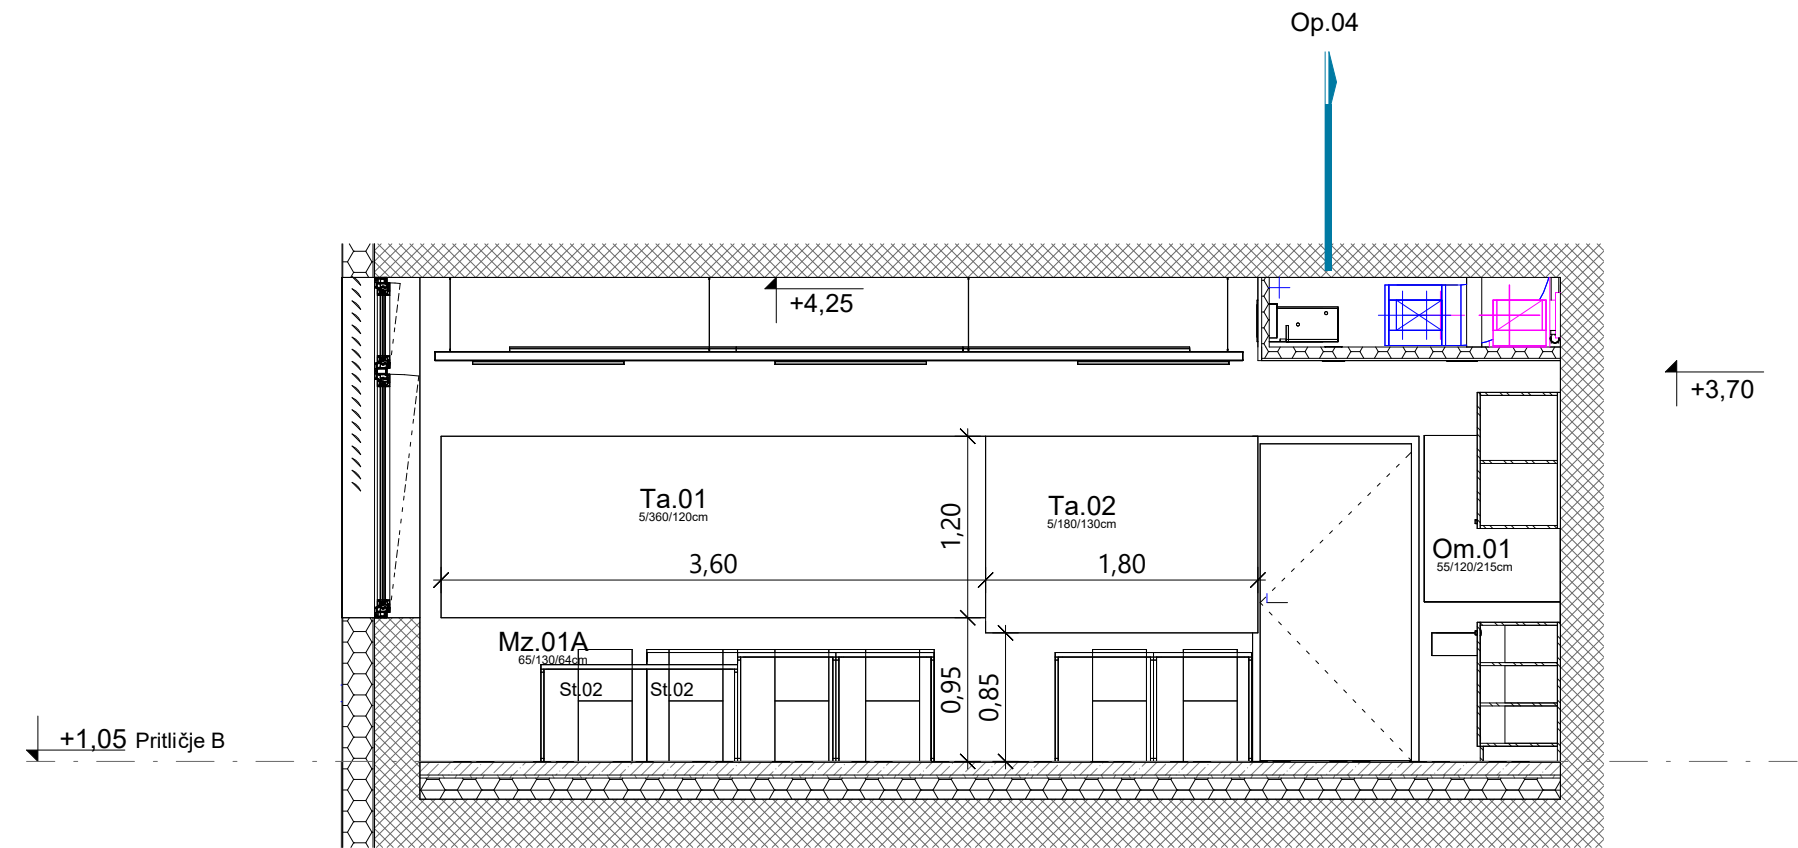 Op.04
+4,25
+3,70
Ta.01
5/360/120cm
Ta.02
5/180/130cm
1,20
3,60
1,80
Om.01
55/120/215cm
Mz.01A
65/130/64cm
St.02
St.02
0,95
0,85
+1,05 Pritličje B